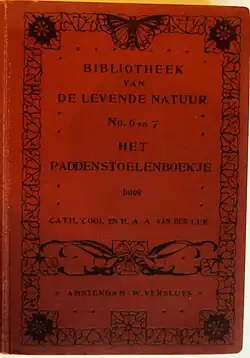 BIBLIOTHEEK
VAN
DE LEVENDE NATUUR
No. 6 en 7
HET
PADDENSTOELENBOEKJE
DOOR
CATH. COOL EN H. A. A. VAN DER LEK
AMSTERDAM - W. VERSLUYS